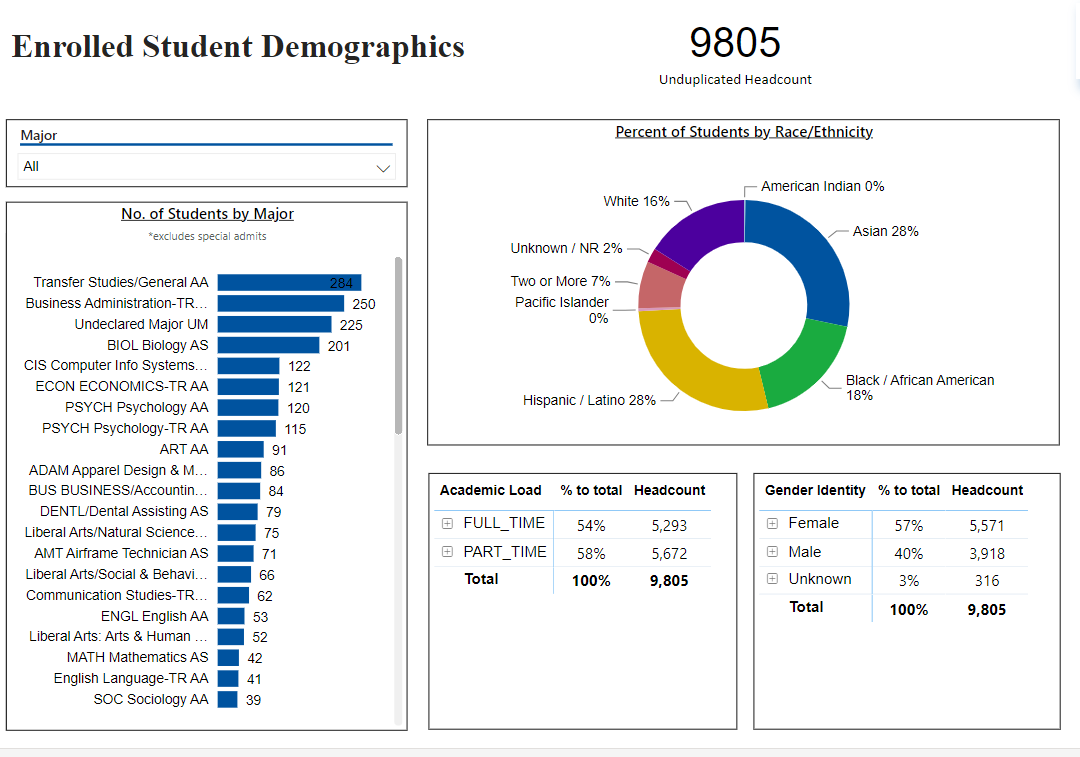 Enrolled Student Demographics
9805
Unduplicated Headcount
Major
All
No. of Students by Major
*excludes special admits
Transfer Studies/General AA 284
Business Administration-TR... 250
Undeclared Major UM 225
BIOL Biology AS 201
CIS Computer Info Systems... 122
ECON ECONOMICS-TR AA 121
PSYCH Psychology AA 120
PSYCH Psychology-TR AA 115
ART AA 91
ADAM Apparel Design & M... 86
BUS BUSINESS/Accountin... 84
DENTL/Dental Assisting AS 79
Liberal Arts/Natural Science... 75
AMT Airframe Technician AS 71
Liberal Arts/Social & Behavi... 66
Communication Studies-TR... 62
ENGL English AA 53
Liberal Arts: Arts & Human ... 52
MATH Mathematics AS 42
English Language-TR AA 41
SOC Sociology AA 39
Percent of Students by Race/Ethnicity
American Indian 0%
White 16%
Asian 28%
Unknown / NR 2%
Two or More 7%
Pacific Islander
0%
Black / African American
18%
Hispanic / Latino 28%
Academic Load % to total Headcount
FULL_TIME 54% 5,293
PART_TIME 58% 5,672
Total 100% 9,805
Gender Identity % to total Headcount
Female 57% 5,571
Male 40% 3,918
Unknown 3% 316
Total 100% 9,805